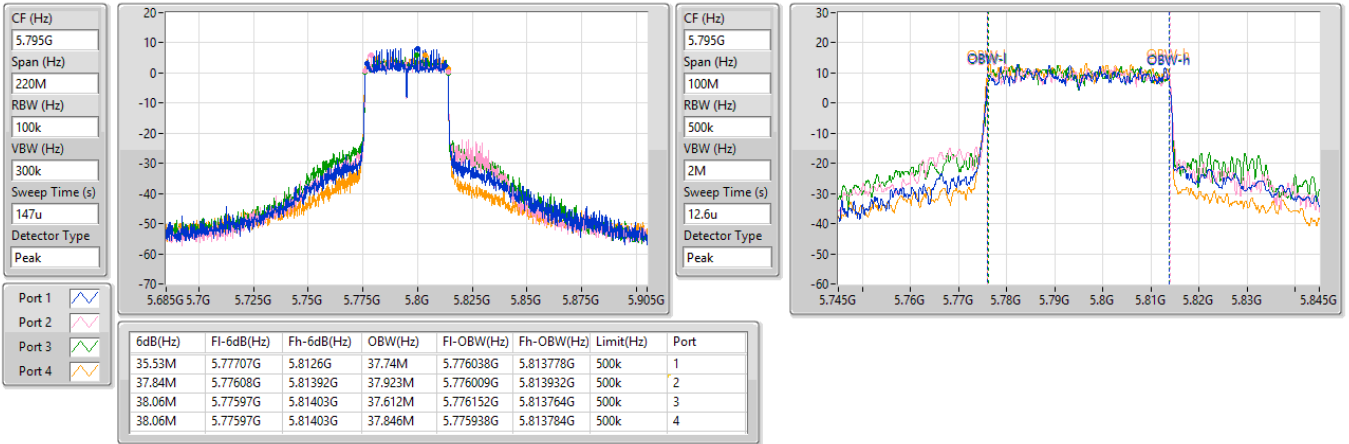 CF (Hz)
5.795G
Span (Hz)
220M
RBW (Hz)
100k
VBW (Hz)
300k
Sweep Time (s)
147u
Detector Type
Peak
20-
10-
0-
-10-
-20-
-30-
-40-
-50-
-60-
-70-
5.685G 5.7G 5.725G 5.75G 5.775G 5.8G 5.825G 5.85G 5.875G 5.905G
CF (Hz)
5.795G
Span (Hz)
100M
RBW (Hz)
500k
VBW (Hz)
2M
Sweep Time (s)
12.6u
Detector Type
Peak
30-
20-
10-
0-
-10-
-20-
-30-
-40-
-50-
-60-
OBW-l OBW-h
5.745G 5.76G 5.77G 5.78G 5.79G 5.8G 5.81G 5.82G 5.83G 5.845G
Port 1
Port 2
Port 3
Port 4
6dB(Hz) Fl-6dB(Hz) Fh-6dB(Hz) OBW(Hz) Fl-OBW(Hz) Fh-OBW(Hz) Limit(Hz) Port
35.53M 5.77707G 5.8126G 37.74M 5.776038G 5.813778G 500k 1
37.84M 5.77608G 5.81392G 37.923M 5.776009G 5.813932G 500k 2
38.06M 5.77597G 5.81403G 37.612M 5.776152G 5.813764G 500k 3
38.06M 5.77597G 5.81403G 37.846M 5.775938G 5.813784G 500k 4